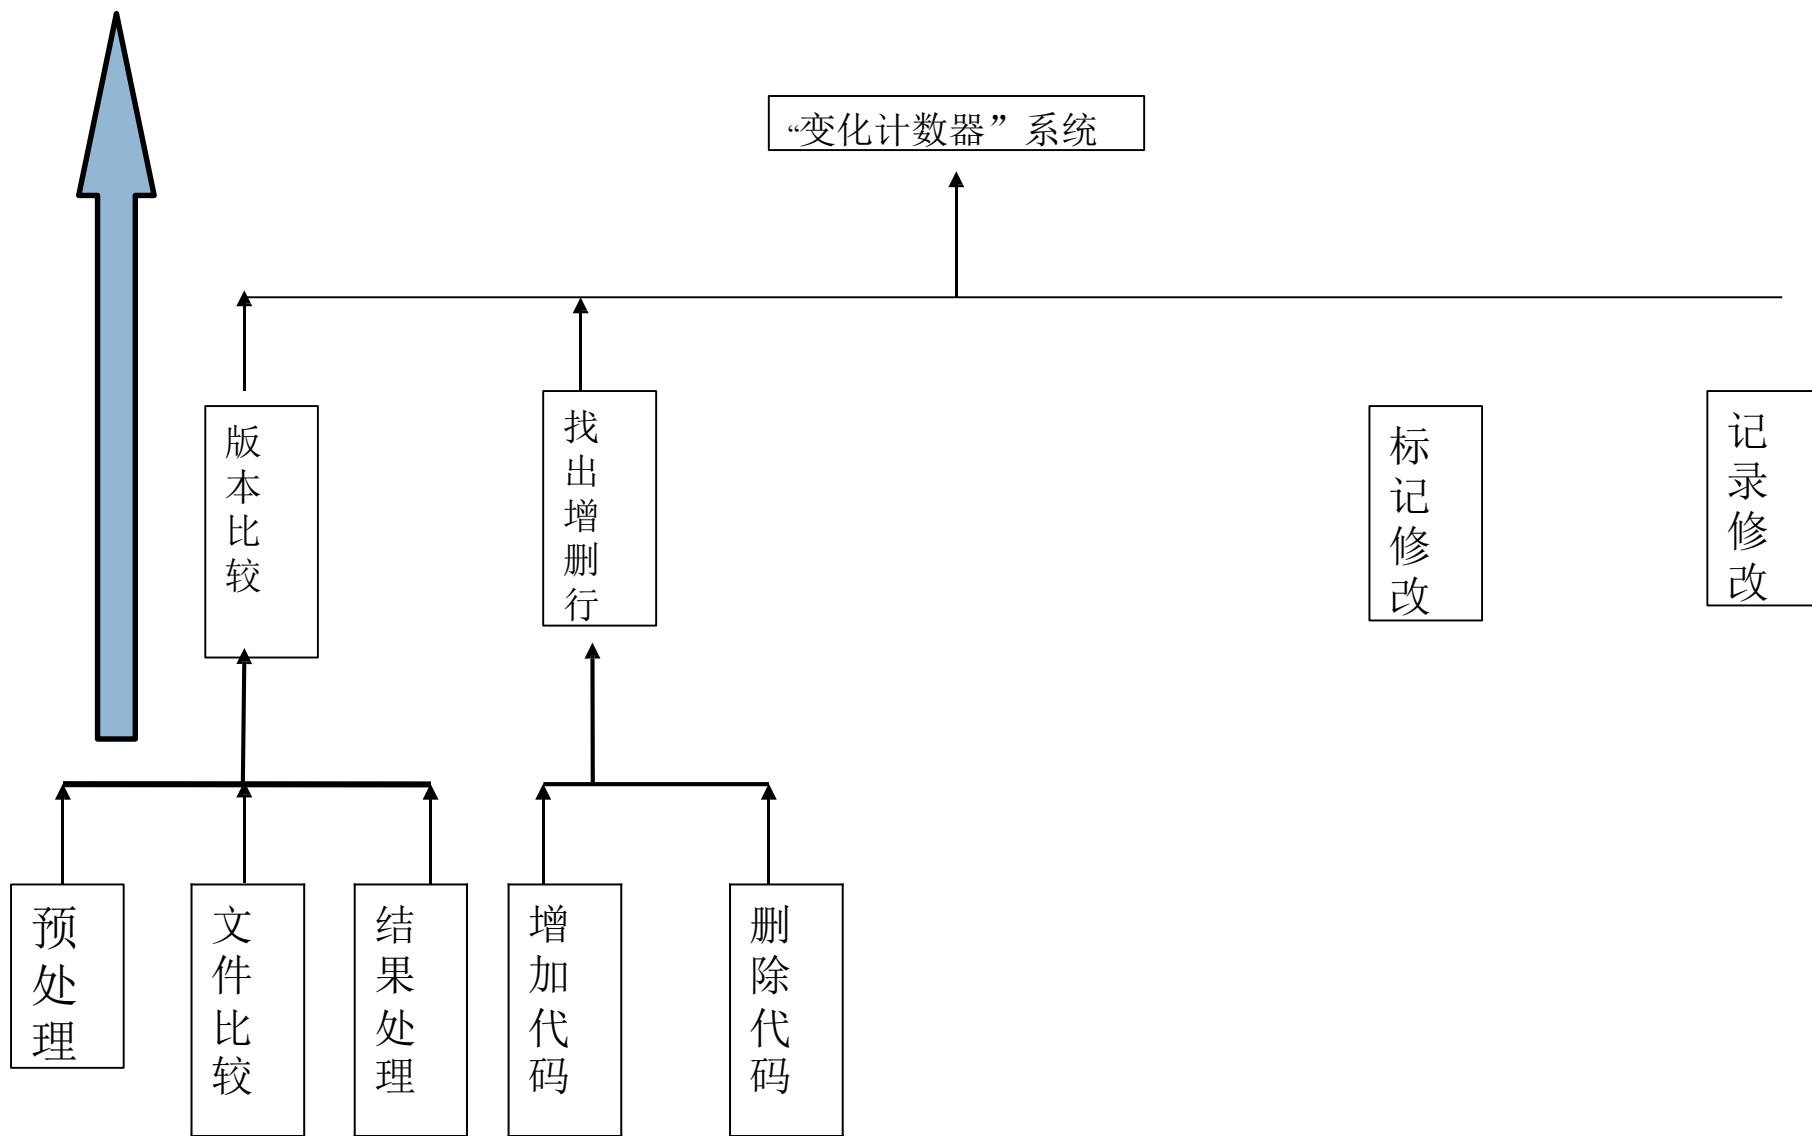 “变化计数器”系统
版本比较
找出增删行
标记修改
记录修改
预处理
文件比较
结果处理
增加代码
删除代码